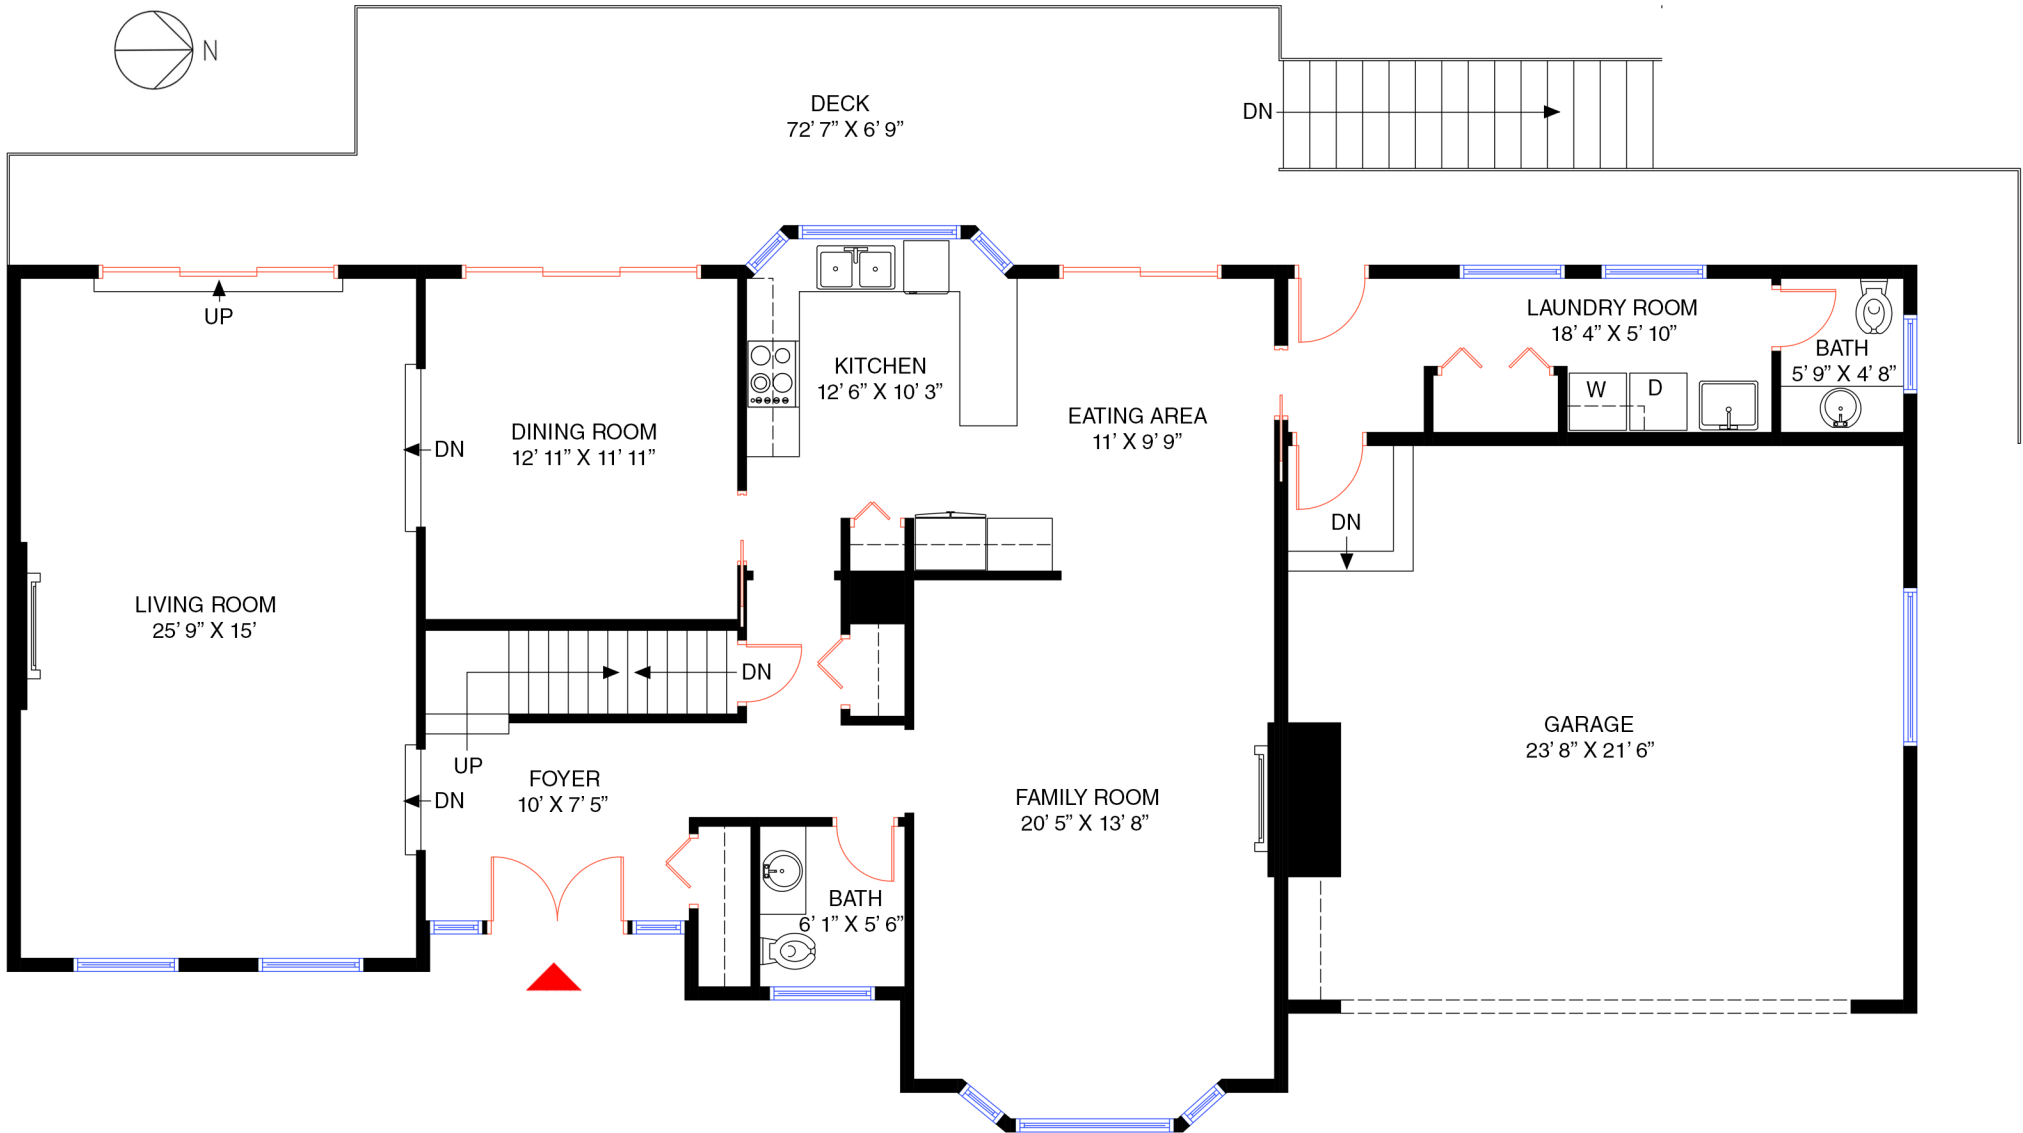 N
DECK
72’ 7” X 6’ 9”
DN
UP
LAUNDRY ROOM
18’ 4” X 5’ 10”
BATH
5’ 9” X 4’ 8”
KITCHEN
12’ 6” X 10’ 3”
W
D
EATING AREA
11’ X 9’ 9”
DINING ROOM
12’ 11” X 11’ 11”
DN
DN
LIVING ROOM
25’ 9” X 15’
DN
GARAGE
23’ 8” X 21’ 6”
UP
FOYER
10’ X 7’ 5”
DN
FAMILY ROOM
20’ 5” X 13’ 8”
BATH
6’ 1” X 5’ 6”